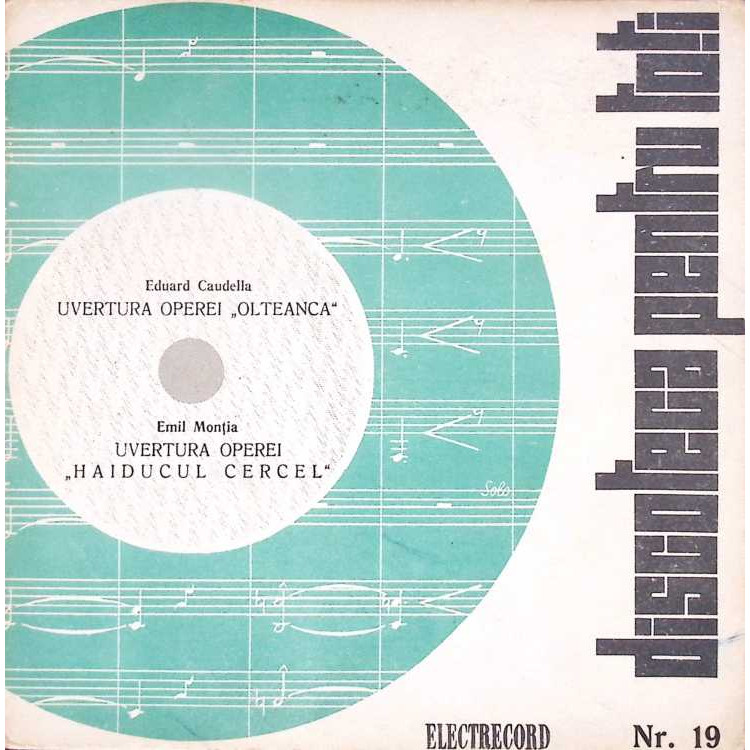 Eduard Caudella
UVERTURA OPEREI „OLTEANCA“
Emil Monția
UVERTURA OPEREI
„HAIDUCUL CERCEL“
Solo
discoteca pentru toți
ELECTRECORD
Nr. 19